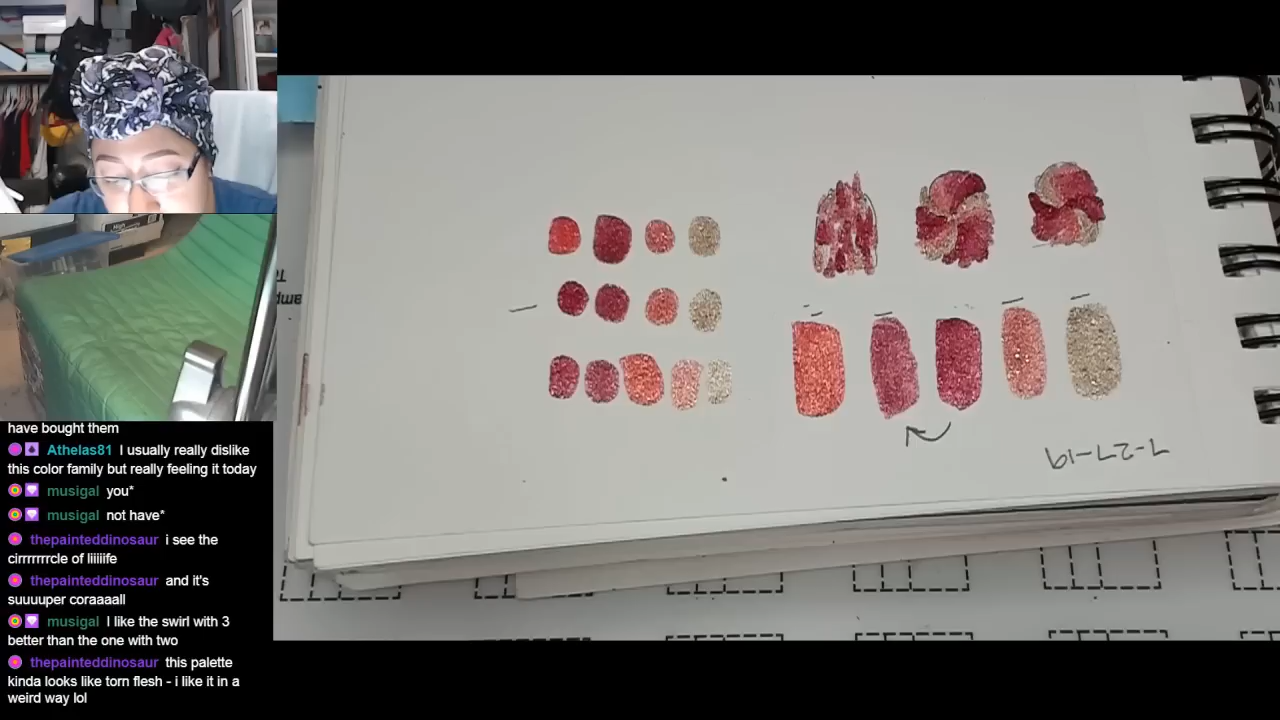 have bought them
Athelas81 I usually really dislike
this color family but really feeling it today
musigal you*
musigal not have*
thepainteddinosaur i see the
cirrrrrrrcle of liiiiife
thepainteddinosaur and it's
suuuuper coraaaall
musigal I like the swirl with 3
better than the one with two
thepainteddinosaur this palette
kinda looks like torn flesh - i like it in a
weird way lol
7-27-19